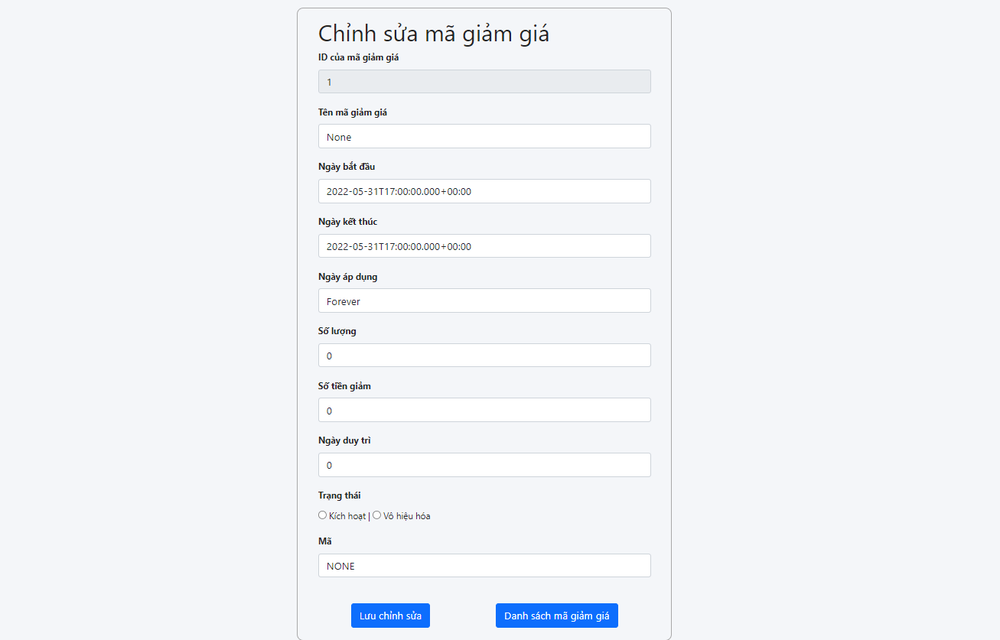 Chỉnh sửa mã giảm giá
ID của mã giảm giá
1
Tên mã giảm giá
None
Ngày bắt đầu
2022-05-31T17:00:00.000+00:00
Ngày kết thúc
2022-05-31T17:00:00.000+00:00
Ngày áp dụng
Forever
Số lượng
0
Số tiền giảm
0
Ngày duy trì
0
Trạng thái
Kích hoạt | Vô hiệu hóa
Mã
NONE
Lưu chỉnh sửa Danh sách mã giảm giá